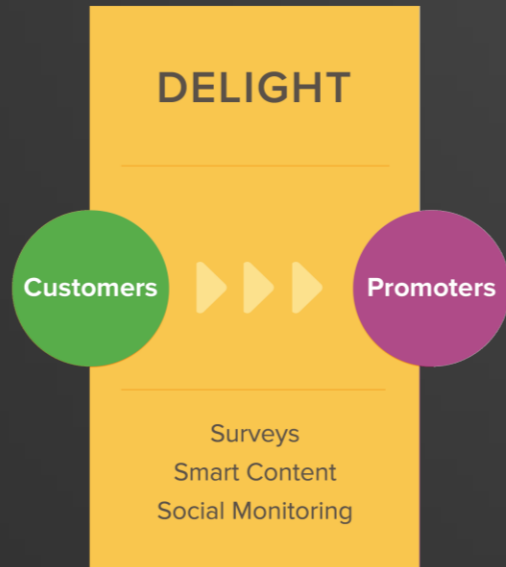 DELIGHT
Customers
Promoters
Surveys
Smart Content
Social Monitoring